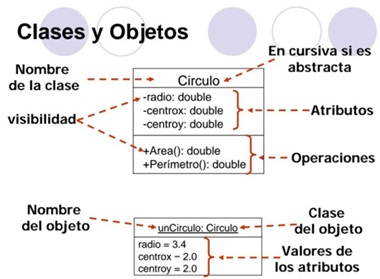 Clases y Objetos
Nombre
de la clase
En cursiva si es
abstracta
Circulo
visibilidad
-radio: double
-centrox: double
-centroy: double
Atributos
+Area(): double
+Perímetro(): double
Operaciones
Nombre
del objeto
unCirculo: Circulo
Clase
del objeto
radio = 3.4
centrox – 2.0
centroy = 2.0
Valores de
los atributos